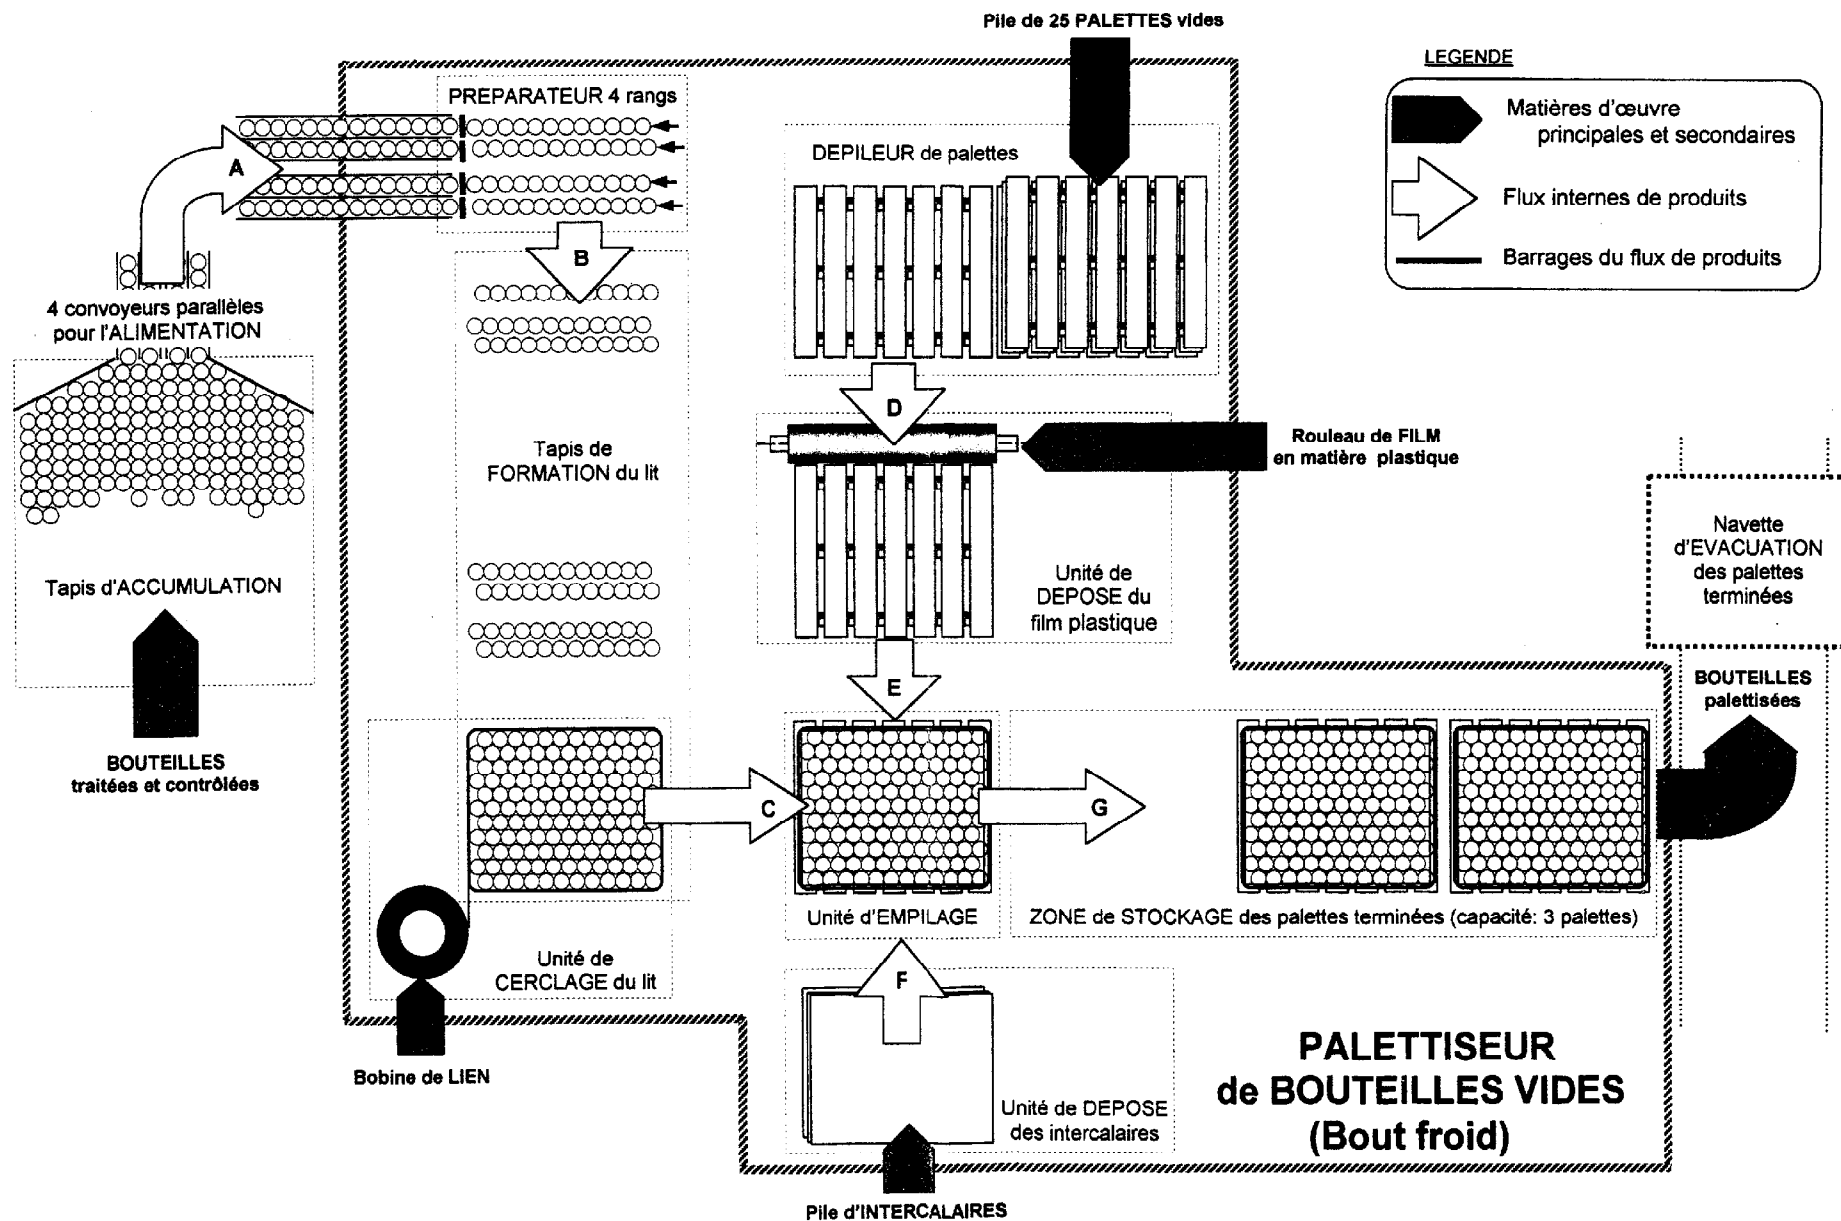 Pile de 25 PALETTES vides
LEGENDE
Matières d'œuvre
principales et secondaires
Flux internes de produits
Barrages du flux de produits
PREPARATEUR 4 rangs
A
B
DEPILEUR de palettes
4 convoyeurs parallèles
pour l'ALIMENTATION
D
Rouleau de FILM
en matière plastique
Tapis de
FORMATION du lit
Navette
d'EVACUATION
des palettes
terminées
Tapis d'ACCUMULATION
Unité de
DEPOSE du
film plastique
E
BOUTEILLES
palettisées
BOUTEILLES
traitées et contrôlées
C
G
Unité d'EMPILAGE
ZONE de STOCKAGE des palettes terminées (capacité: 3 palettes)
Unité de
CERCLAGE du lit
F
Bobine de LIEN
PALETTISEUR
de BOUTEILLES VIDES
(Bout froid)
Unité de DEPOSE
des intercalaires
Pile d'INTERCALAIRES